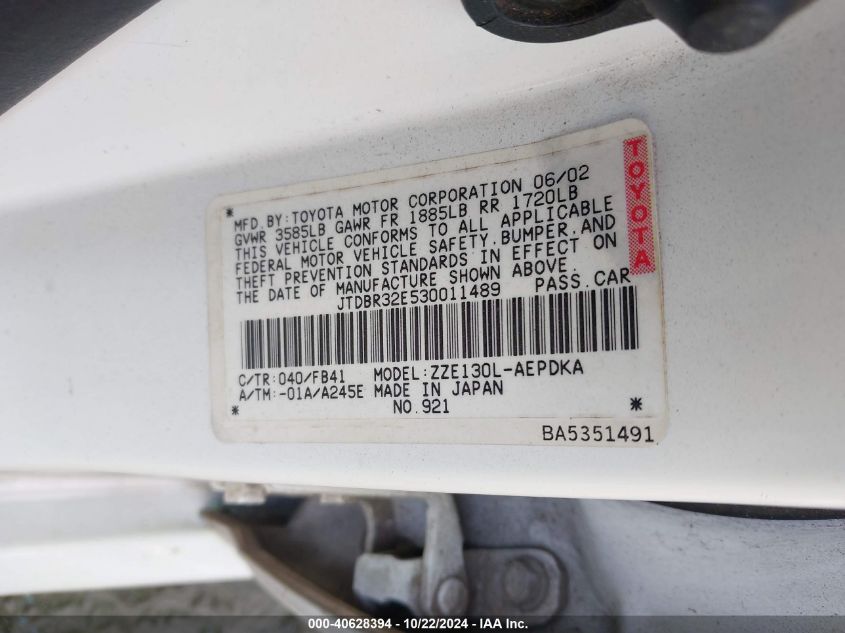 * MFD. BY: TOYOTA MOTOR CORPORATION 06/02
GVWR 3585LB GAWR FR 1885LB RR 1720LB
THIS VEHICLE CONFORMS TO ALL APPLICABLE
FEDERAL MOTOR VEHICLE SAFETY, BUMPER, AND
THEFT PREVENTION STANDARDS IN EFFECT ON
THE DATE OF MANUFACTURE SHOWN ABOVE.
JTDBR32E530011489 PASS. CAR
TOYOTA
C/TR: 040/FB41 MODEL: ZZE130L-AEPDKA
A/TM: -01A/A245E MADE IN JAPAN
* NO. 921 *
BA5351491
000-40628394 - 10/22/2024 - IAA Inc.